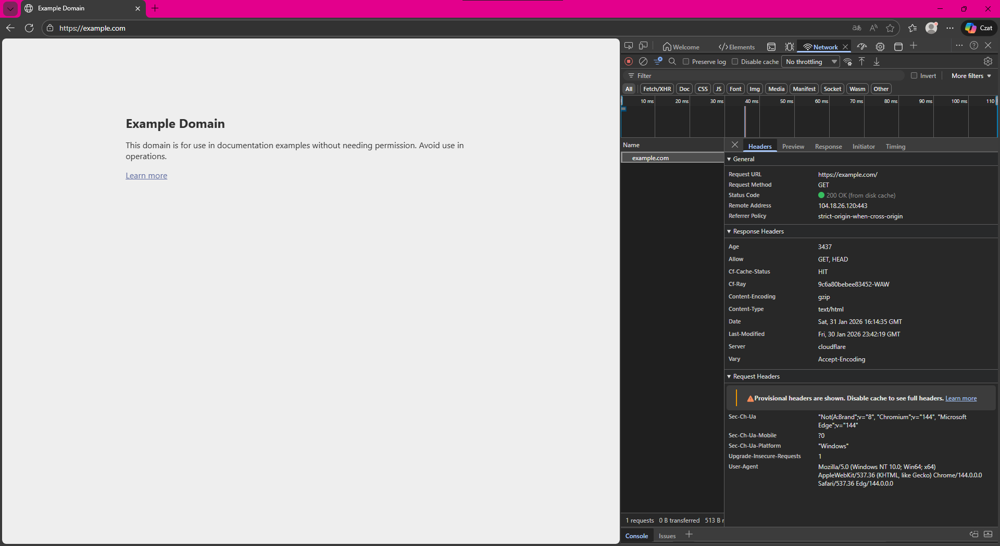 Example Domain
https://example.com
Czat
Example Domain
This domain is for use in documentation examples without needing permission. Avoid use in
operations.
Learn more
Welcome
Elements
Network
Preserve log
Disable cache
No throttling
Filter
Invert
More filters
All
Fetch/XHR
Doc
CSS
JS
Font
Img
Media
Manifest
Socket
Wasm
Other
10 ms
20 ms
30 ms
40 ms
50 ms
60 ms
70 ms
80 ms
90 ms
100 ms
110
Name
example.com
Headers
Preview
Response
Initiator
Timing
General
Request URL https://example.com/
Request Method GET
Status Code 200 OK (from disk cache)
Remote Address 104.18.26.120:443
Referrer Policy strict-origin-when-cross-origin
Response Headers
Age 3437
Allow GET, HEAD
Cf-Cache-Status HIT
Cf-Ray 9c6a80bebee83452-WAW
Content-Encoding gzip
Content-Type text/html
Date Sat, 31 Jan 2026 16:14:35 GMT
Last-Modified Fri, 30 Jan 2026 23:42:19 GMT
Server cloudflare
Vary Accept-Encoding
Request Headers
Provisional headers are shown. Disable cache to see full headers. Learn more
Sec-Ch-Ua "Not(A:Brand";v="8", "Chromium";v="144", "Microsoft
Edge";v="144"
Sec-Ch-Ua-Mobile ?0
Sec-Ch-Ua-Platform "Windows"
Upgrade-Insecure-Requests 1
User-Agent Mozilla/5.0 (Windows NT 10.0; Win64; x64)
AppleWebKit/537.36 (KHTML, like Gecko) Chrome/144.0.0.0
Safari/537.36 Edg/144.0.0.0
1 requests 0 B transferred 513 B r
Console
Issues